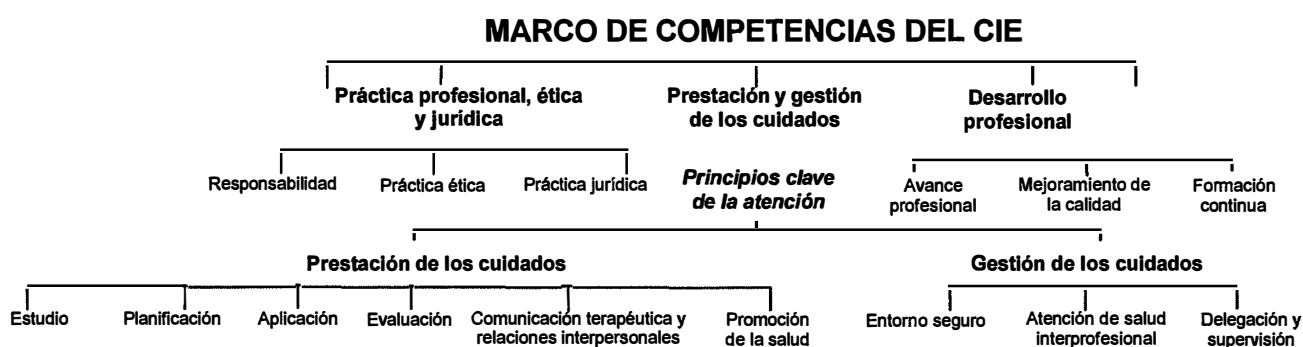 MARCO DE COMPETENCIAS DEL CIE
Práctica profesional, ética
y jurídica
Prestación y gestión
de los cuidados
Desarrollo
profesional
Responsabilidad
Práctica ética
Práctica jurídica
Principios clave
de la atención
Avance
profesional
Mejoramiento de
la calidad
Formación
continua
Prestación de los cuidados
Gestión de los cuidados
Estudio
Planificación
Aplicación
Evaluación
Comunicación terapéutica y
relaciones interpersonales
Promoción
de la salud
Entorno seguro
Atención de salud
interprofesional
Delegación y
supervisión